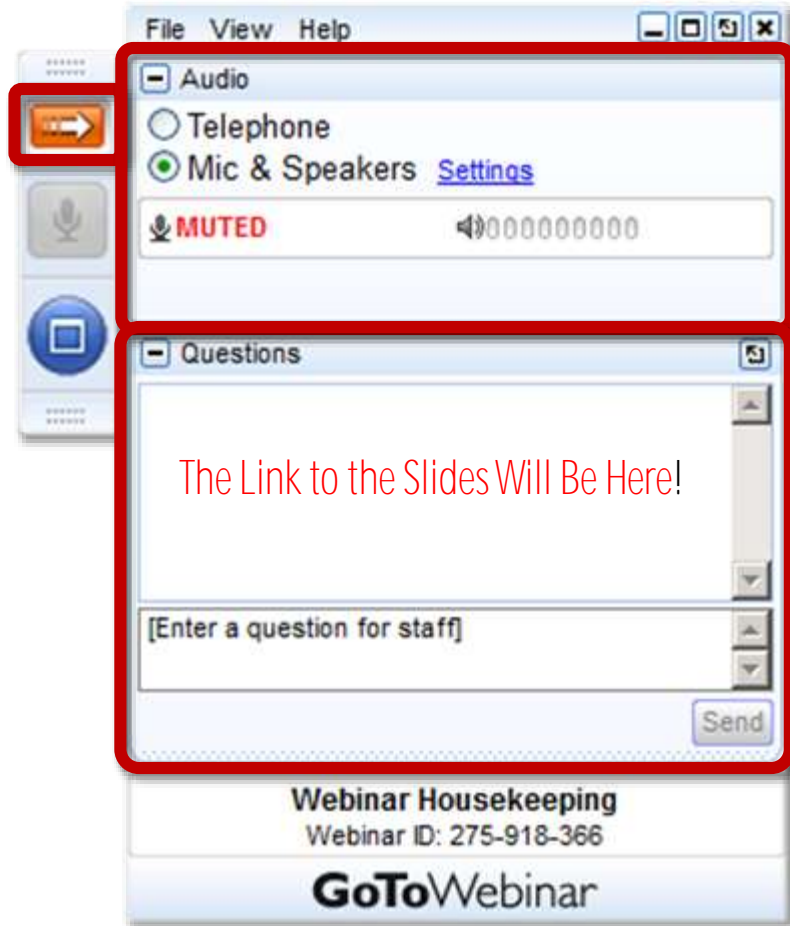 File View Help
Audio
Telephone
Mic & Speakers Settings
MUTED 000000000
Questions
The Link to the Slides Will Be Here!
[Enter a question for staff]
Send
Webinar Housekeeping
Webinar ID: 275-918-366
GoToWebinar